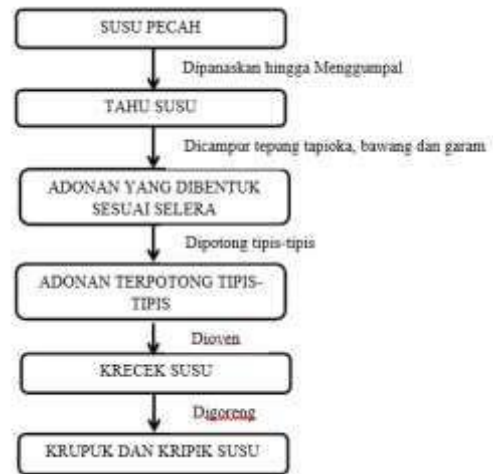 SUSU PECAH
Dipanaskan hingga Menggumpal
TAHU SUSU
Dicampur tepung tapioka, bawang dan garam
ADONAN YANG DIBENTUK
SESUAI SELERA
Dipotong tipis-tipis
ADONAN TERPOTONG TIPIS-
TIPIS
Dioven
KRECEK SUSU
Digoreng
KRUPUK DAN KRIPIK SUSU